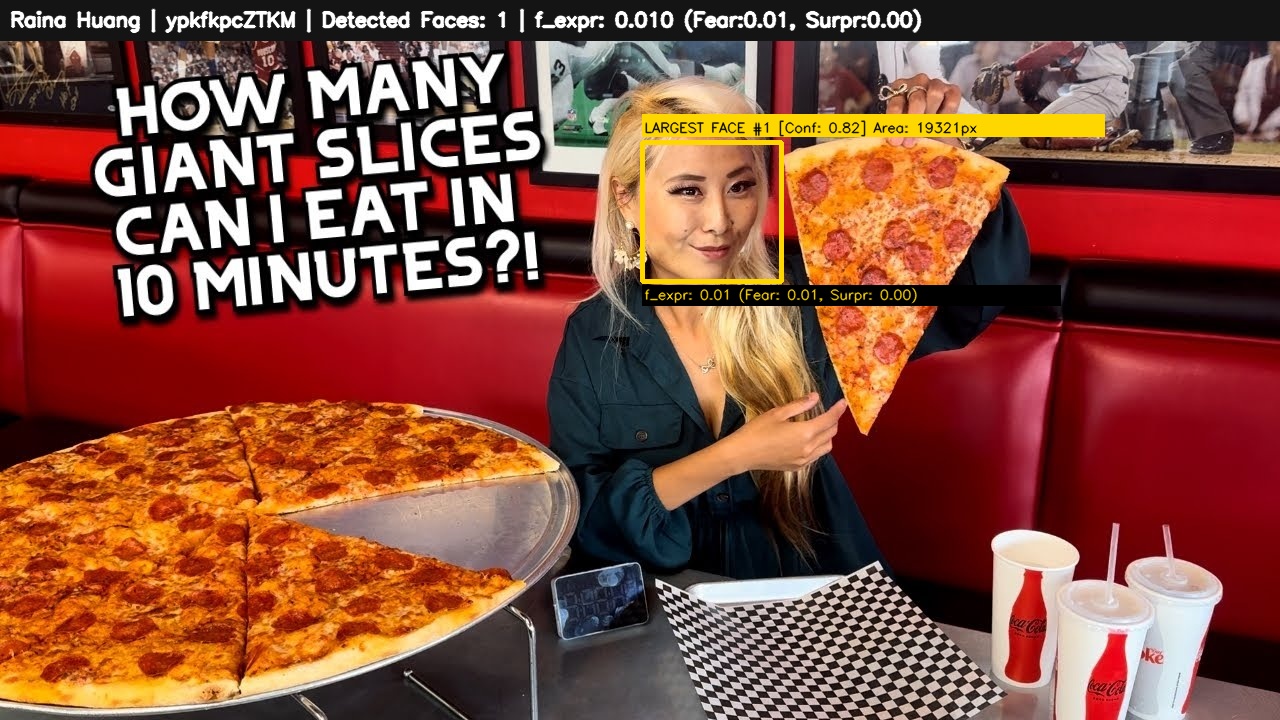 Raina Huang | ypkfkpcZTKM | Detected Faces: 1 | f_expr: 0.010 (Fear:0.01, Surpr:0.00)
HOW MANY
GIANT SLICES
CAN I EAT IN
10 MINUTES?!
LARGEST FACE #1 [Conf: 0.82] Area: 19321px
f_expr: 0.01 (Fear: 0.01, Surpr: 0.00)
Coca-Cola
Coca-Cola
oke